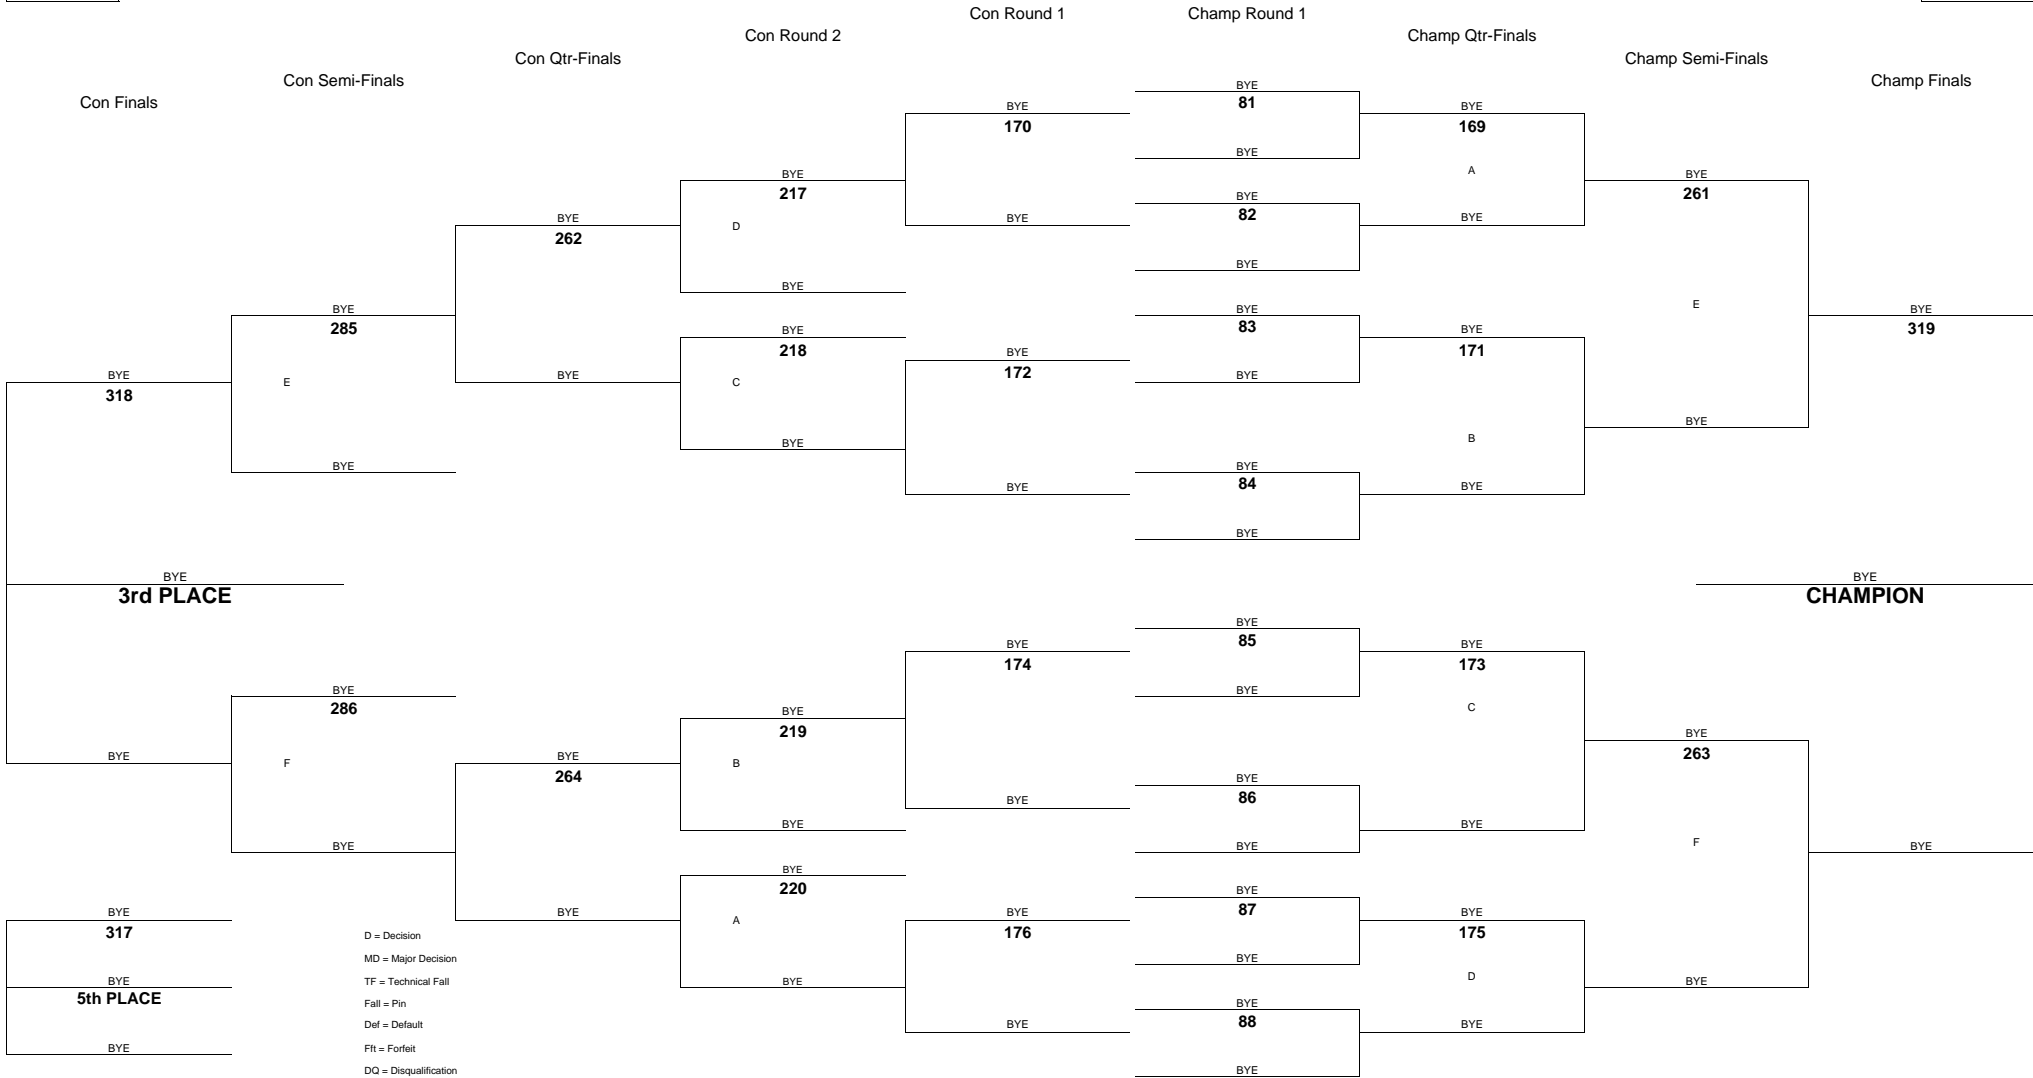 Con Round 1
Champ Round 1
Con Round 2
Champ Qtr-Finals
Con Qtr-Finals
Champ Semi-Finals
Con Semi-Finals
Champ Finals
Con Finals
BYE
81
BYE
170
BYE
169
BYE
A
BYE
217
BYE
261
BYE
82
BYE
262
D
BYE
BYE
BYE
BYE
E
BYE
285
BYE
83
BYE
319
BYE
218
BYE
171
BYE
172
BYE
318
E
BYE
C
BYE
BYE
B
BYE
BYE
BYE
84
BYE
BYE
BYE
BYE
3rd PLACE
BYE
CHAMPION
BYE
85
BYE
174
BYE
173
BYE
286
BYE
C
BYE
219
BYE
263
BYE
F
BYE
264
B
BYE
86
BYE
BYE
BYE
BYE
BYE
F
BYE
BYE
220
BYE
87
BYE
317
BYE
A
BYE
176
BYE
175
D = Decision
MD = Major Decision
BYE
TF = Technical Fall
D
BYE
5th PLACE
BYE
BYE
Fall = Pin
BYE
88
Def = Default
BYE
BYE
BYE
Fft = Forfeit
DQ = Disqualification
BYE